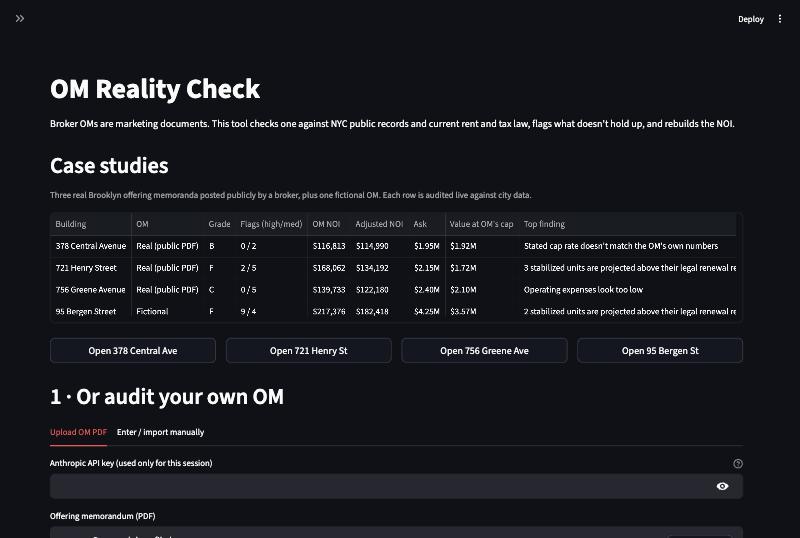 Deploy
OM Reality Check
Broker OMs are marketing documents. This tool checks one against NYC public records and current rent and tax law, flags what doesn't hold up, and rebuilds the NOI.
Case studies
Three real Brooklyn offering memoranda posted publicly by a broker, plus one fictional OM. Each row is audited live against city data.
Building OM Grade Flags (high/med) OM NOI Adjusted NOI Ask Value at OM's cap Top finding
378 Central Avenue Real (public PDF) B 0 / 2 $116,813 $114,990 $1.95M $1.92M Stated cap rate doesn't match the OM's own numbers
721 Henry Street Real (public PDF) F 2 / 5 $168,062 $134,192 $2.15M $1.72M 3 stabilized units are projected above their legal renewal re
756 Greene Avenue Real (public PDF) C 0 / 5 $139,733 $122,180 $2.40M $2.10M Operating expenses look too low
95 Bergen Street Fictional F 9 / 4 $217,376 $182,418 $4.25M $3.57M 2 stabilized units are projected above their legal renewal re
Open 378 Central Ave Open 721 Henry St Open 756 Greene Ave Open 95 Bergen St
1 · Or audit your own OM
Upload OM PDF Enter / import manually
Anthropic API key (used only for this session)
Offering memorandum (PDF)